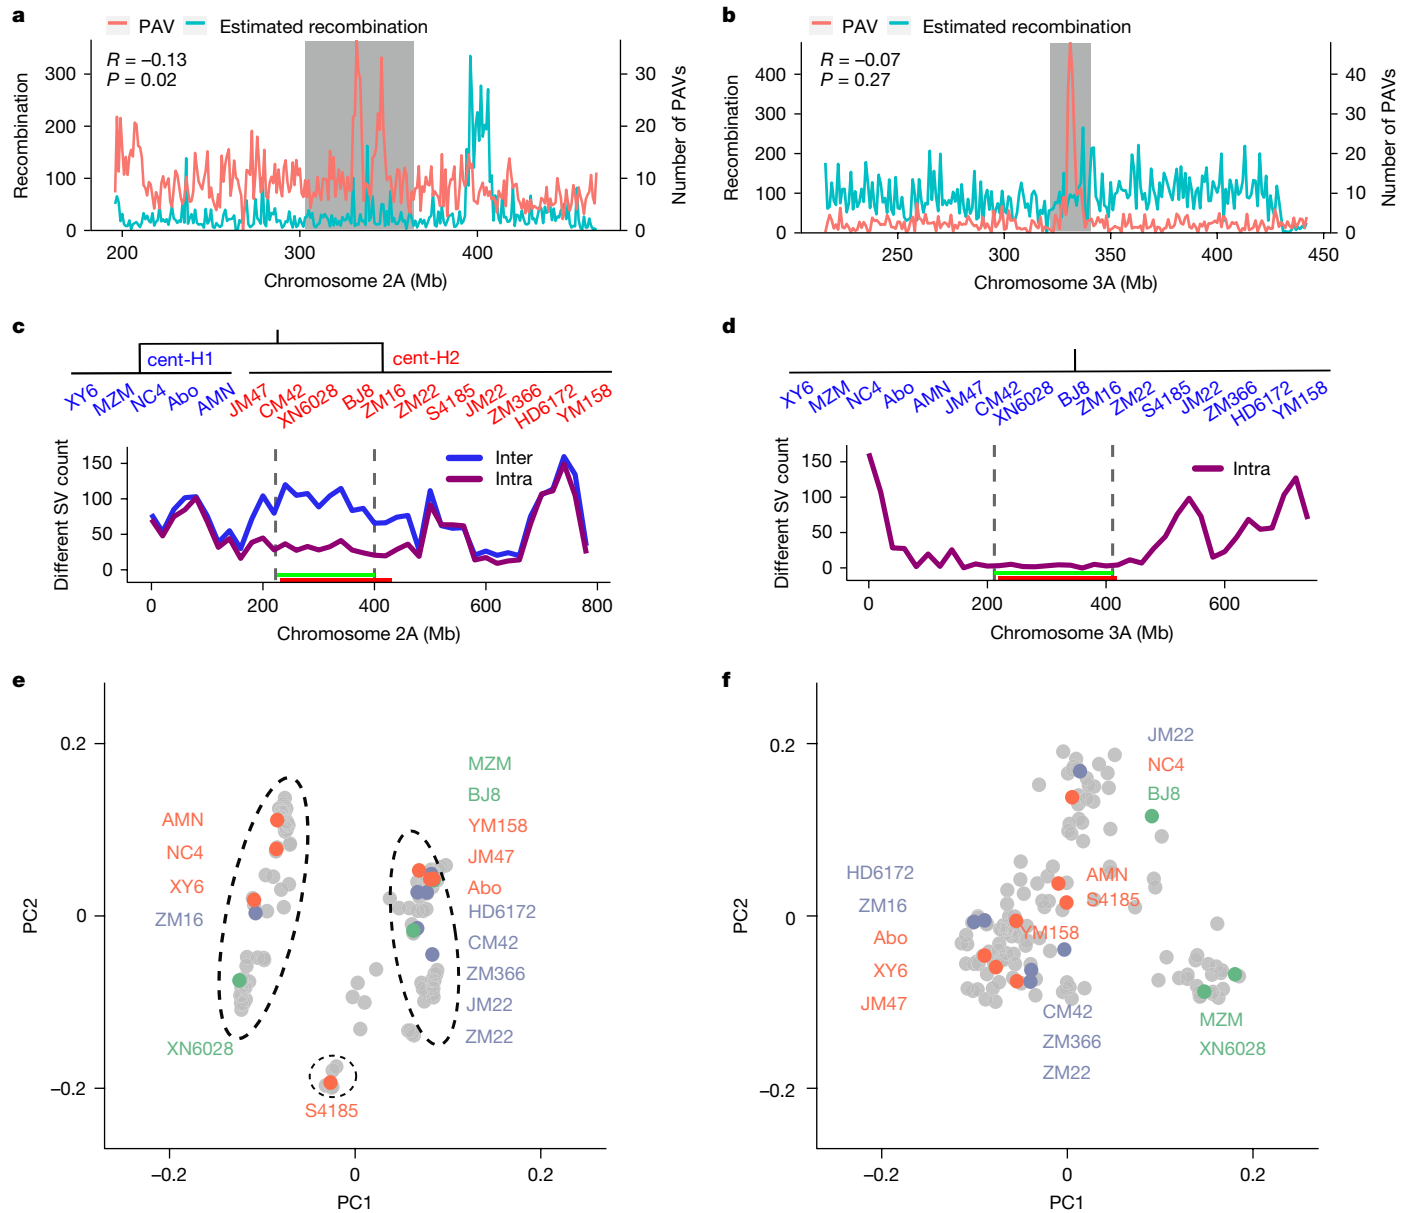 a
PAV Estimated recombination
R = −0.13
P = 0.02
Recombination
300
200
100
0
30
20
10
0
Number of PAVs
200 300 400
Chromosome 2A (Mb)
b
PAV Estimated recombination
R = −0.07
P = 0.27
Recombination
400
300
200
100
0
40
30
20
10
0
Number of PAVs
250 300 350 400 450
Chromosome 3A (Mb)
c
cent-H1 cent-H2
XY6 MZM NC4 Abo AMN JM47 CM42 XN6028 BJ8 ZM16 ZM22 S4185 JM22 ZM366 HD6172 YM158
Different SV count
150
100
50
0
Inter
Intra
0 200 400 600 800
Chromosome 2A (Mb)
d
XY6 MZM NC4 Abo AMN JM47 CM42 XN6028 BJ8 ZM16 ZM22 S4185 JM22 ZM366 HD6172 YM158
Different SV count
150
100
50
0
Intra
0 200 400 600
Chromosome 3A (Mb)
e
PC2
0.2
0
−0.2
AMN
NC4
XY6
ZM16
XN6028
S4185
MZM
BJ8
YM158
JM47
Abo
HD6172
CM42
ZM366
JM22
ZM22
−0.2 0 0.2
PC1
f
PC2
0.2
0
−0.2
JM22
NC4
BJ8
HD6172
ZM16
Abo
XY6
JM47
AMN
S4185
YM158
CM42
ZM366
ZM22
MZM
XN6028
−0.2 0 0.2
PC1